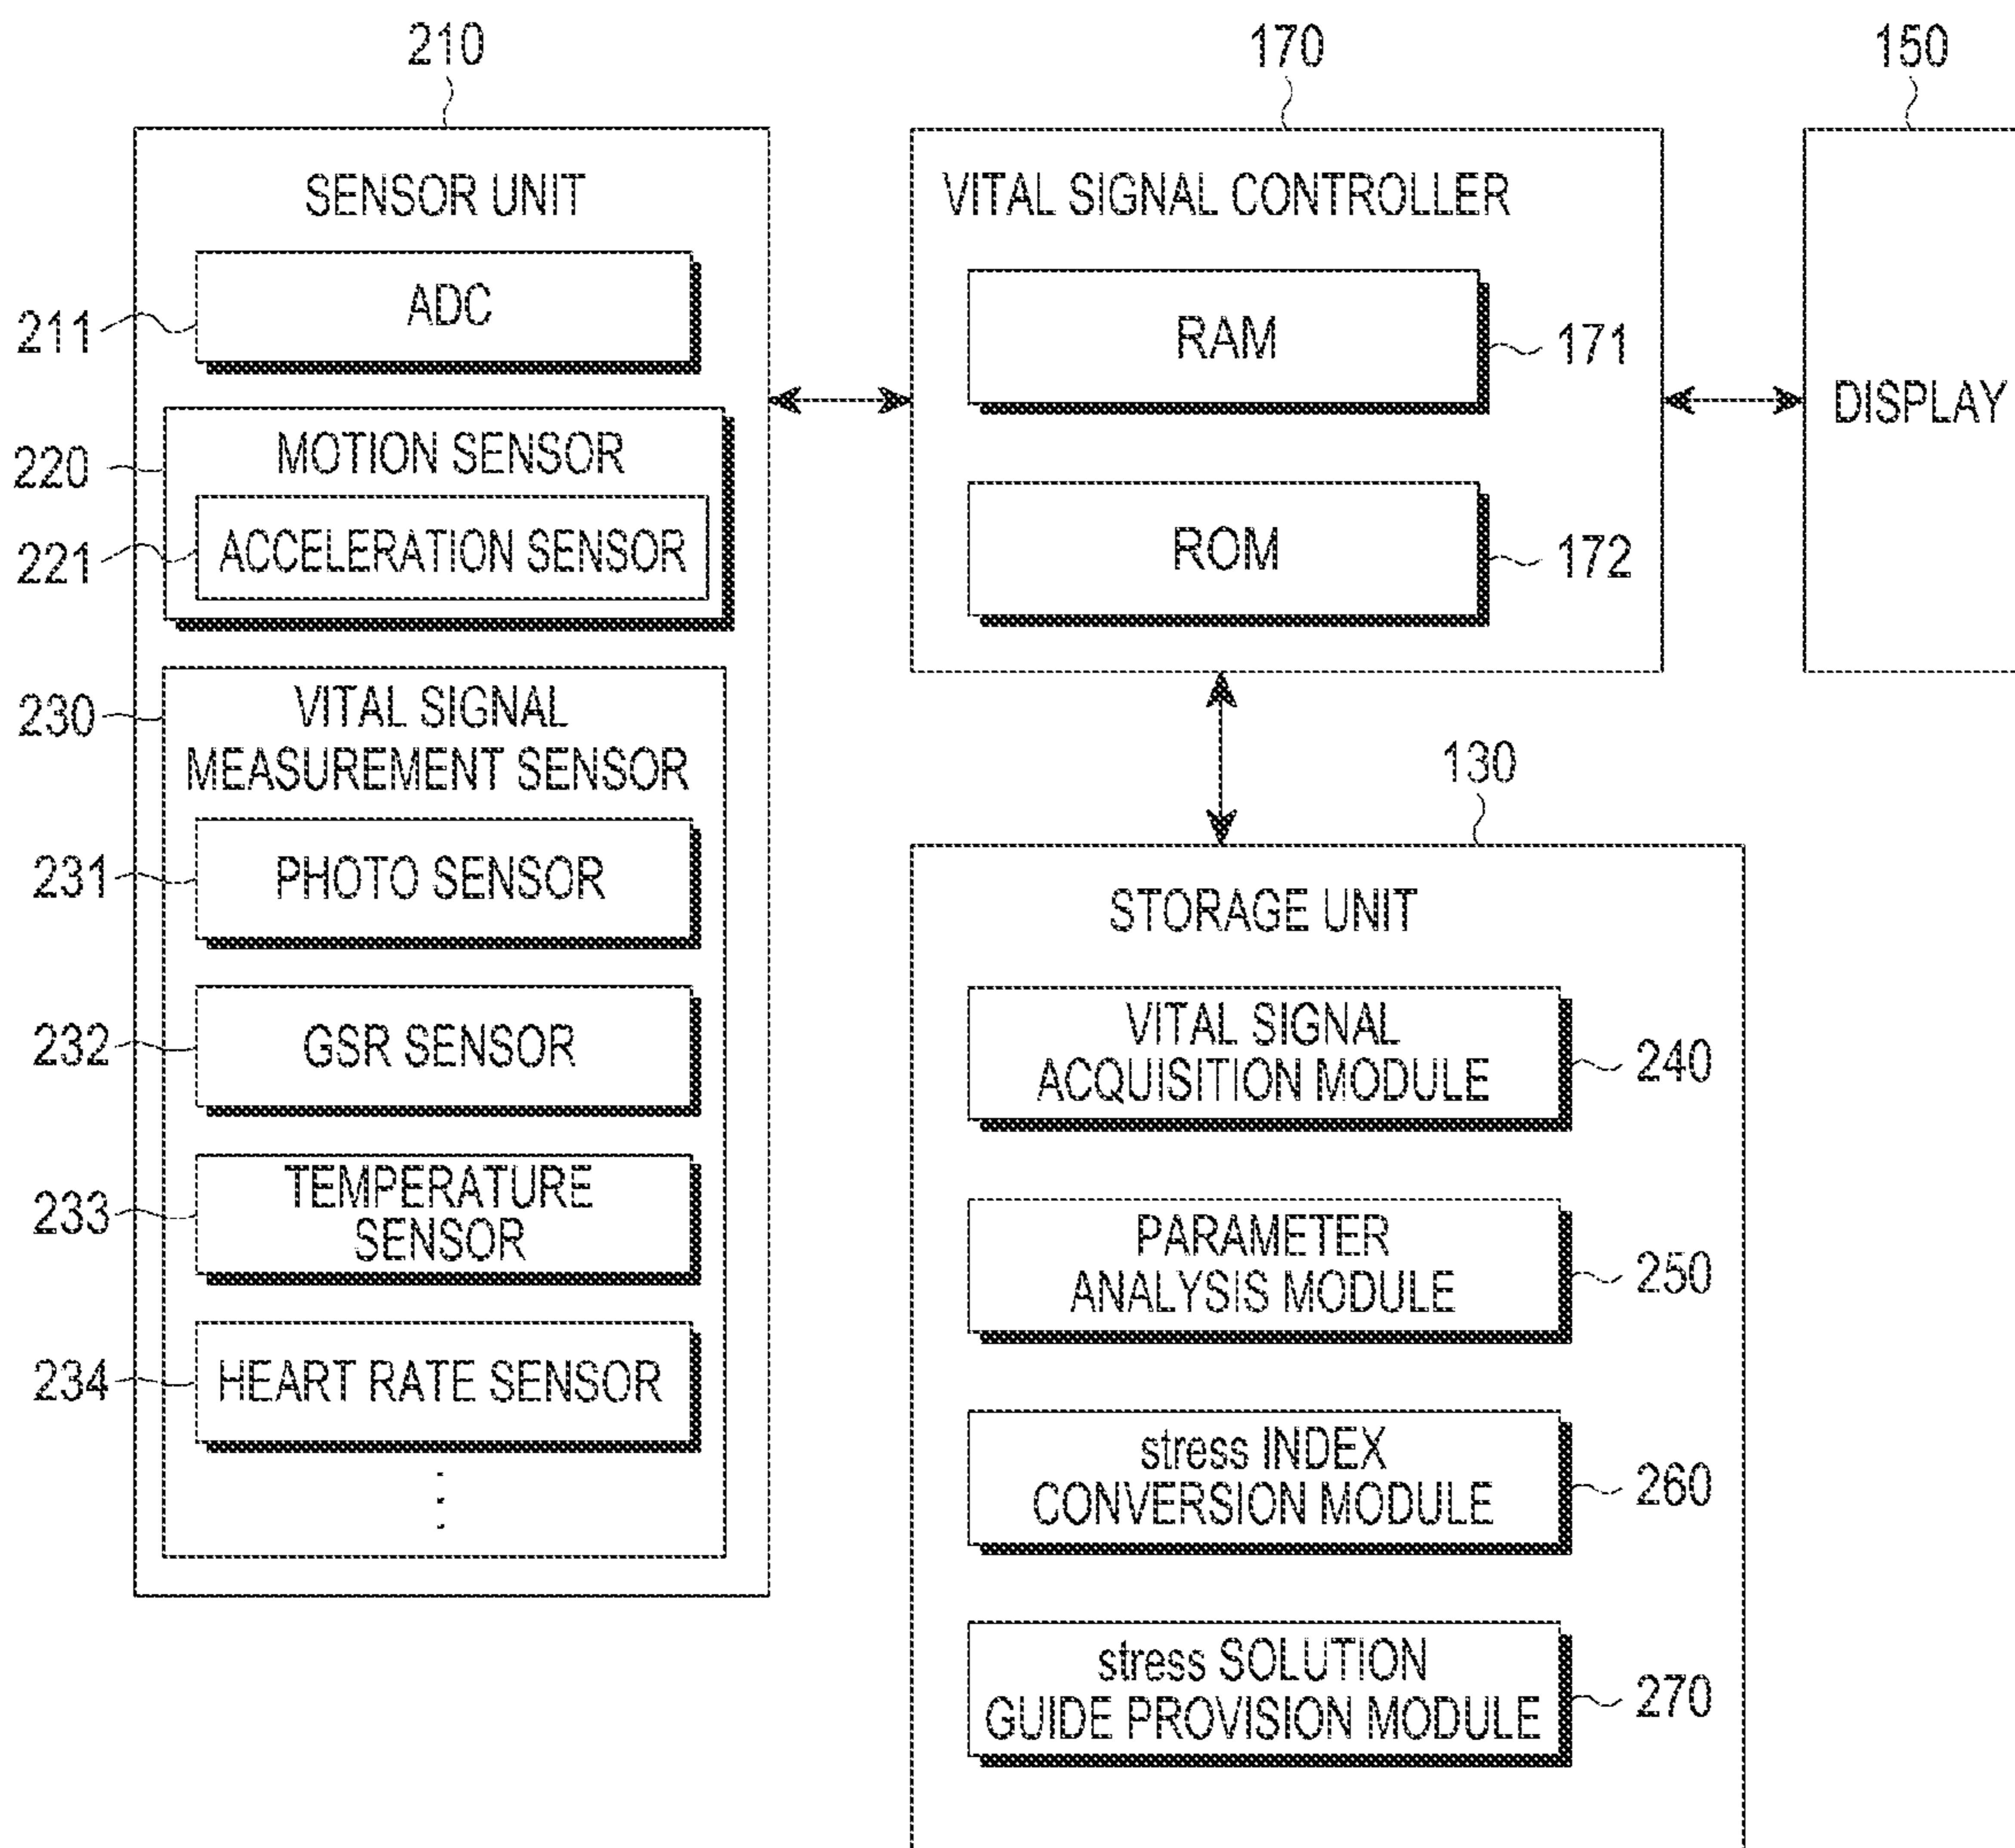 210
170
150
SENSOR UNIT
ADC
211
220
MOTION SENSOR
221
ACCELERATION SENSOR
230
VITAL SIGNAL
MEASUREMENT SENSOR
231
PHOTO SENSOR
232
GSR SENSOR
233
TEMPERATURE
SENSOR
234
HEART RATE SENSOR
VITAL SIGNAL CONTROLLER
RAM
171
ROM
172
DISPLAY
130
STORAGE UNIT
VITAL SIGNAL
ACQUISITION MODULE
240
PARAMETER
ANALYSIS MODULE
250
stress INDEX
CONVERSION MODULE
260
stress SOLUTION
GUIDE PROVISION MODULE
270